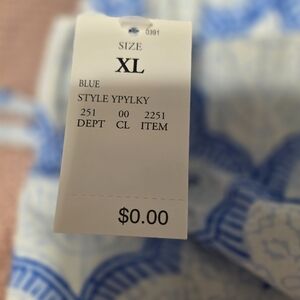 0391
SIZE
XL
BLUE
STYLE YPYLKY
251 00 2251
DEPT CL ITEM
$0.00